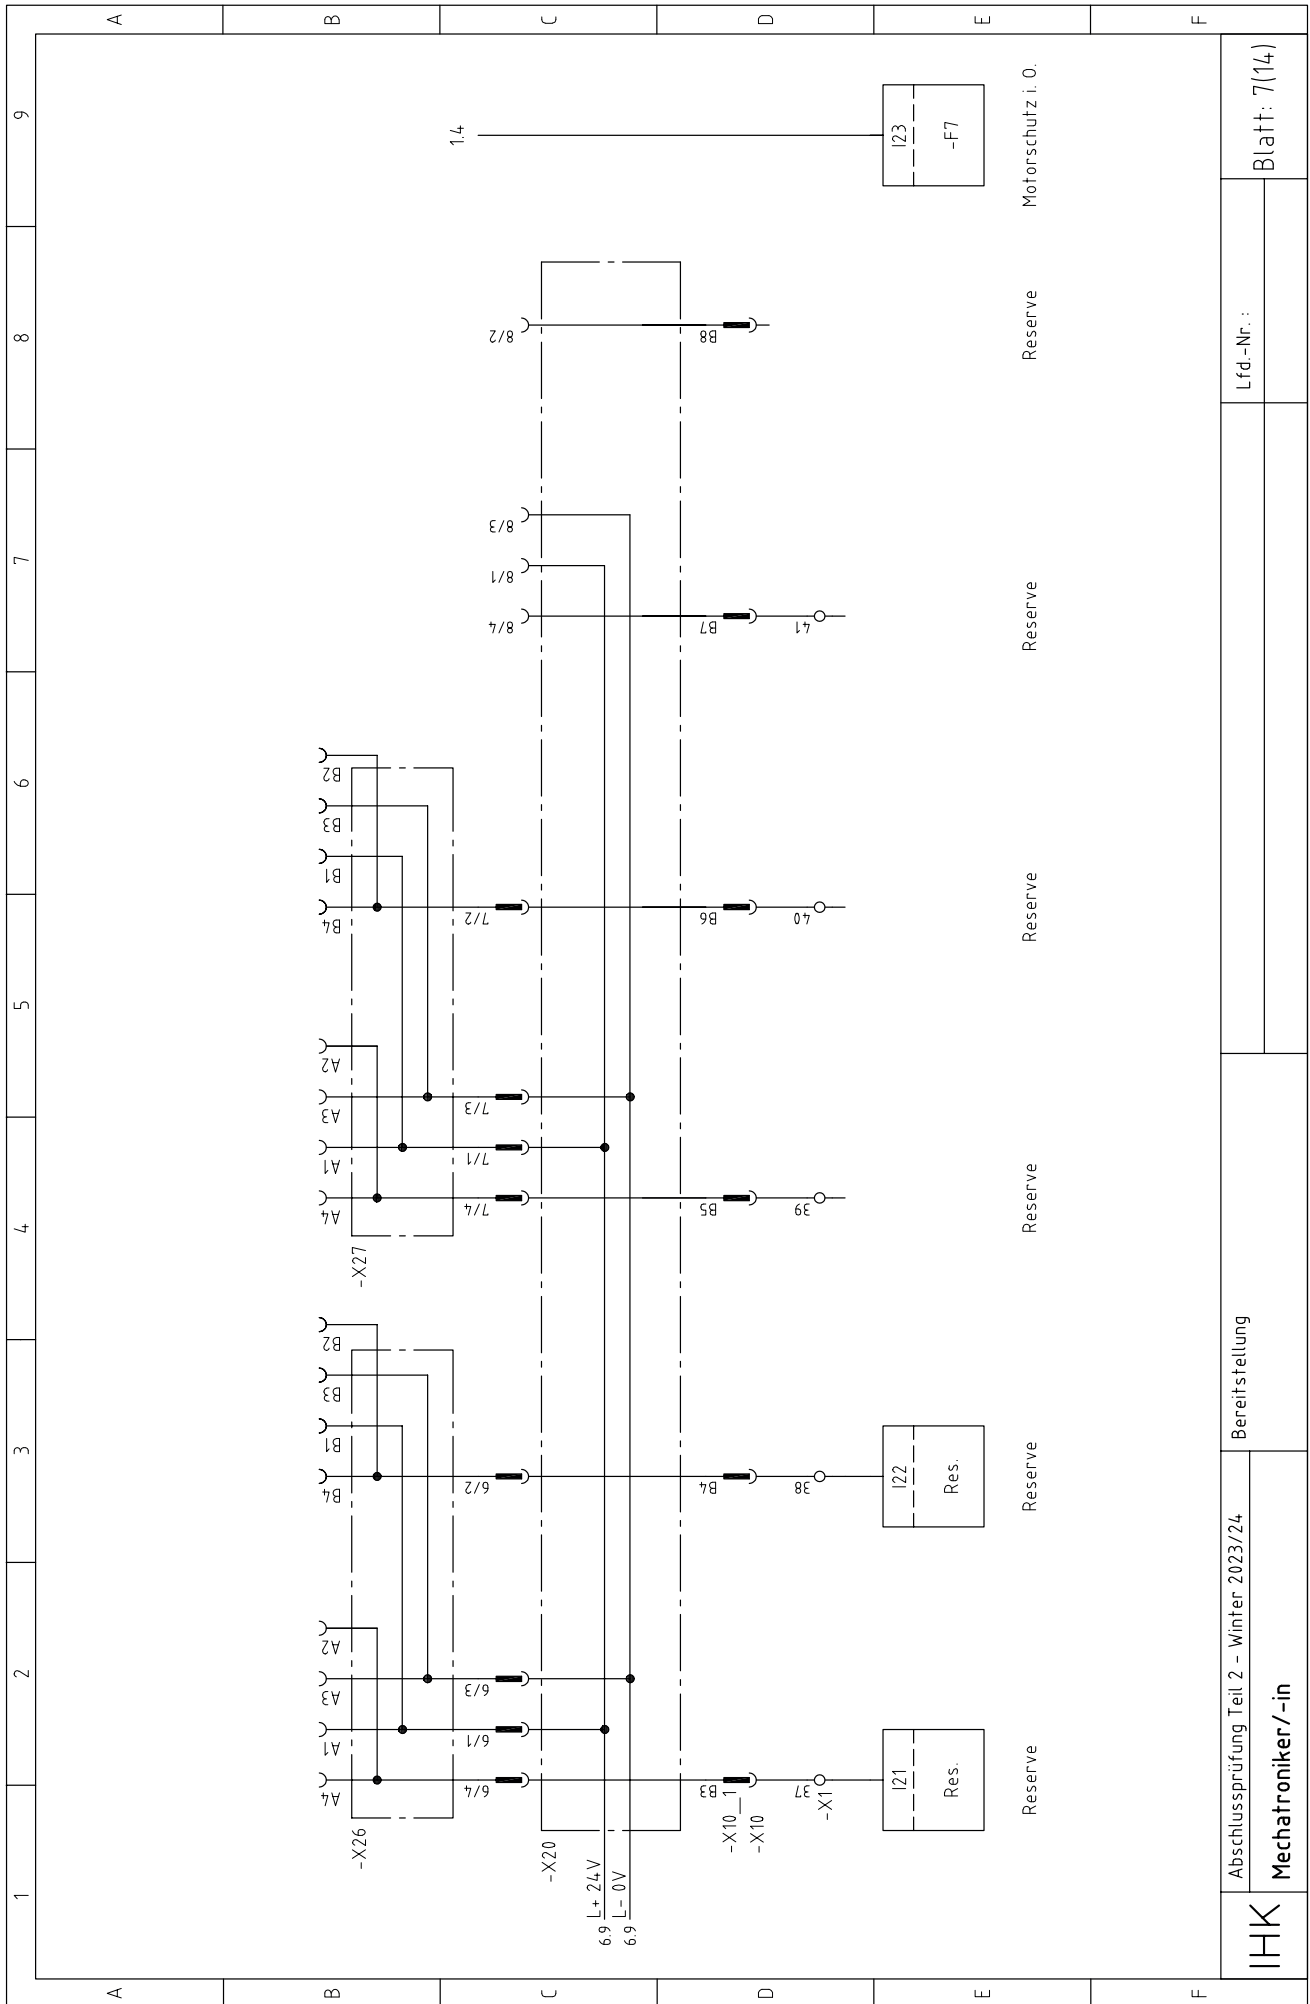 1 2 3 4 5 6 7 8 9
A A
B B
C C
D D
E E
F F
-X26
A4 A1 A3 A2 B4 B1 B3 B2
-X27
A4 A1 A3 A2 B4 B1 B3 B2
1.4
6/4 6/1 6/3 6/2 7/4 7/1 7/3 7/2 8/4 8/1 8/3 8/2
-X20
6.9 L+ 24V
6.9 L- 0V
-X10__1
-X10
B3 B4 B5 B6 B7 B8
-X1
37 38 39 40 41
I21 I22 I23
Res. Res. -F7
Reserve Reserve Reserve Reserve Reserve Reserve Motorschutz i. O.
IHK
Abschlussprüfung Teil 2 – Winter 2023/24
Mechatroniker/-in
Bereitstellung
Lfd.-Nr. :
Blatt: 7(14)